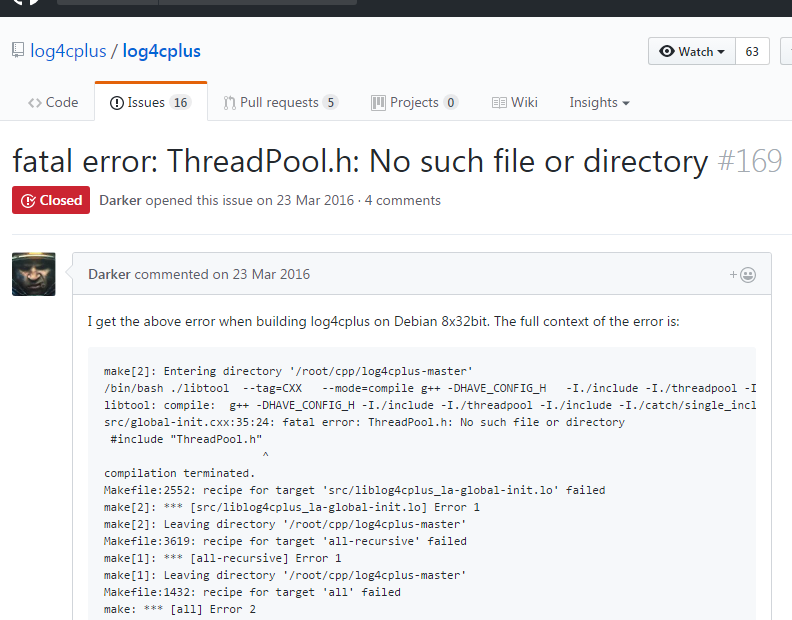 log4cplus / log4cplus
Watch 63
Code Issues 16 Pull requests 5 Projects 0 Wiki Insights
fatal error: ThreadPool.h: No such file or directory #169
Closed Darker opened this issue on 23 Mar 2016 · 4 comments
Darker commented on 23 Mar 2016
I get the above error when building log4cplus on Debian 8x32bit. The full context of the error is:
make[2]: Entering directory '/root/cpp/log4cplus-master'
/bin/bash ./libtool --tag=CXX --mode=compile g++ -DHAVE_CONFIG_H -I./include -I./threadpool -I
libtool: compile: g++ -DHAVE_CONFIG_H -I./include -I./threadpool -I./include -I./catch/single_incl
src/global-init.cxx:35:24: fatal error: ThreadPool.h: No such file or directory
#include "ThreadPool.h"
^
compilation terminated.
Makefile:2552: recipe for target 'src/liblog4cplus_la-global-init.lo' failed
make[2]: *** [src/liblog4cplus_la-global-init.lo] Error 1
make[2]: Leaving directory '/root/cpp/log4cplus-master'
Makefile:3619: recipe for target 'all-recursive' failed
make[1]: *** [all-recursive] Error 1
make[1]: Leaving directory '/root/cpp/log4cplus-master'
Makefile:1432: recipe for target 'all' failed
make: *** [all] Error 2